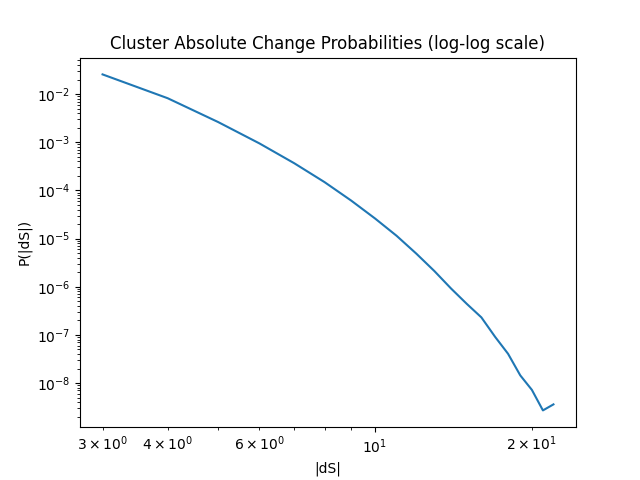 Cluster Absolute Change Probabilities (log-log scale)
10⁻²
10⁻³
10⁻⁴
10⁻⁵
10⁻⁶
10⁻⁷
10⁻⁸
P(|dS|)
3 × 10⁰ 4 × 10⁰ 6 × 10⁰ 10¹ 2 × 10¹
|dS|